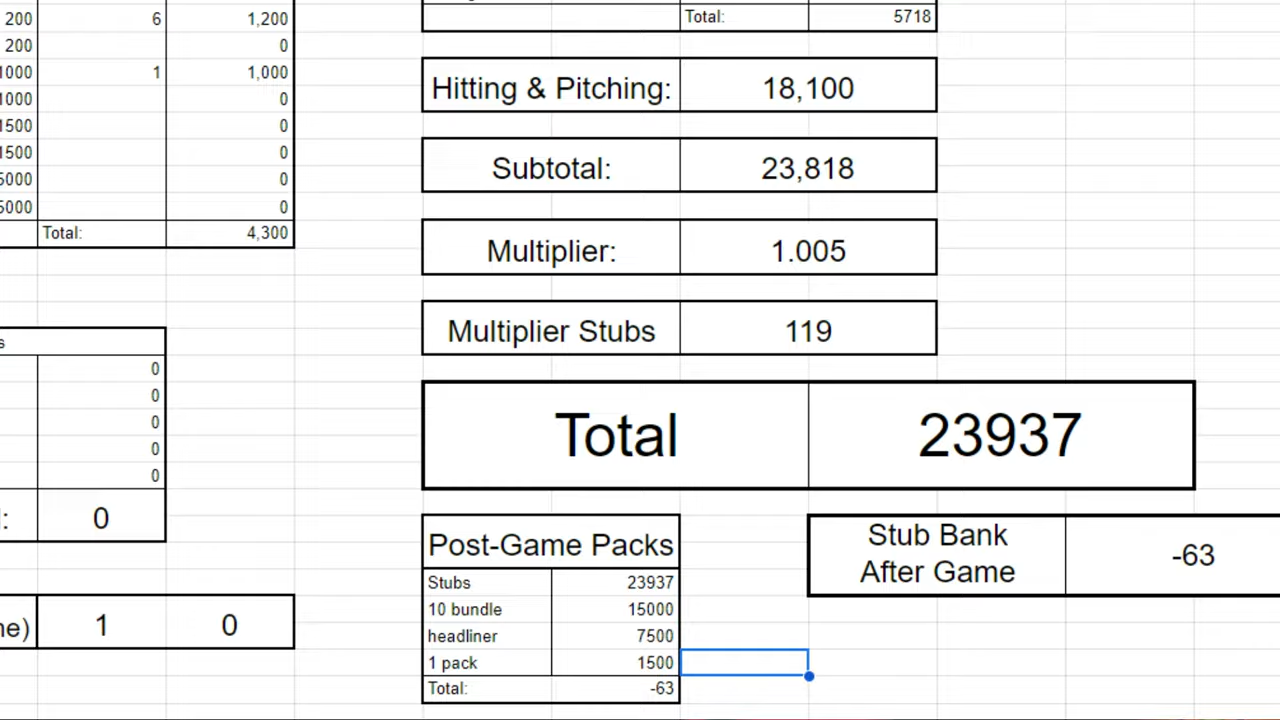 200 6 1,200
200 0
1000 1 1,000
1000 0
1500 0
1500 0
5000 0
5000 0
Total: 4,300
s
0
0
0
0
0
l: 0
ne) 1 0
Total: 5718
Hitting & Pitching: 18,100
Subtotal: 23,818
Multiplier: 1.005
Multiplier Stubs 119
Total 23937
Post-Game Packs
Stubs 23937
10 bundle 15000
headliner 7500
1 pack 1500
Total: -63
Stub Bank
After Game -63